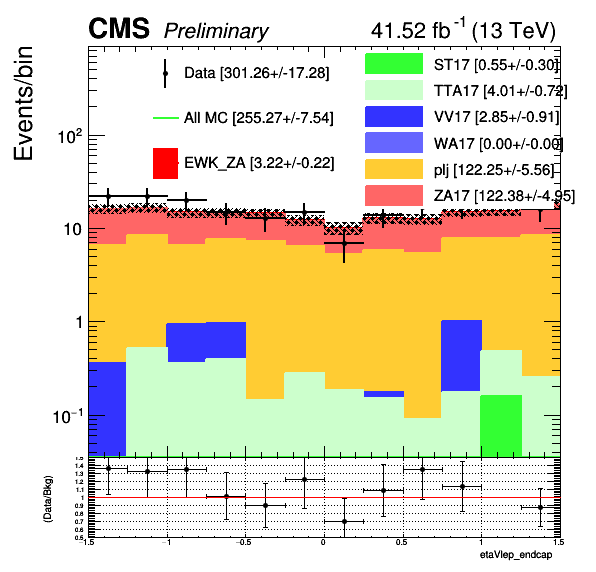 CMS Preliminary 41.52 fb⁻¹ (13 TeV)
Events/bin
Data [301.26+/-17.28]
All MC [255.27+/-7.54]
EWK_ZA [3.22+/-0.22]
ST17 [0.55+/-0.30]
TTA17 [4.01+/-0.72]
VV17 [2.85+/-0.91]
WA17 [0.00+/-0.00]
plj [122.25+/-5.56]
ZA17 [122.38+/-4.95]
10²
10
1
10⁻¹
(Data/Bkg)
1.5
1.4
1.3
1.2
1.1
1
0.9
0.8
0.7
0.6
0.5
-1.5 -1 -0.5 0 0.5 1 1.5
etaVlep_endcap